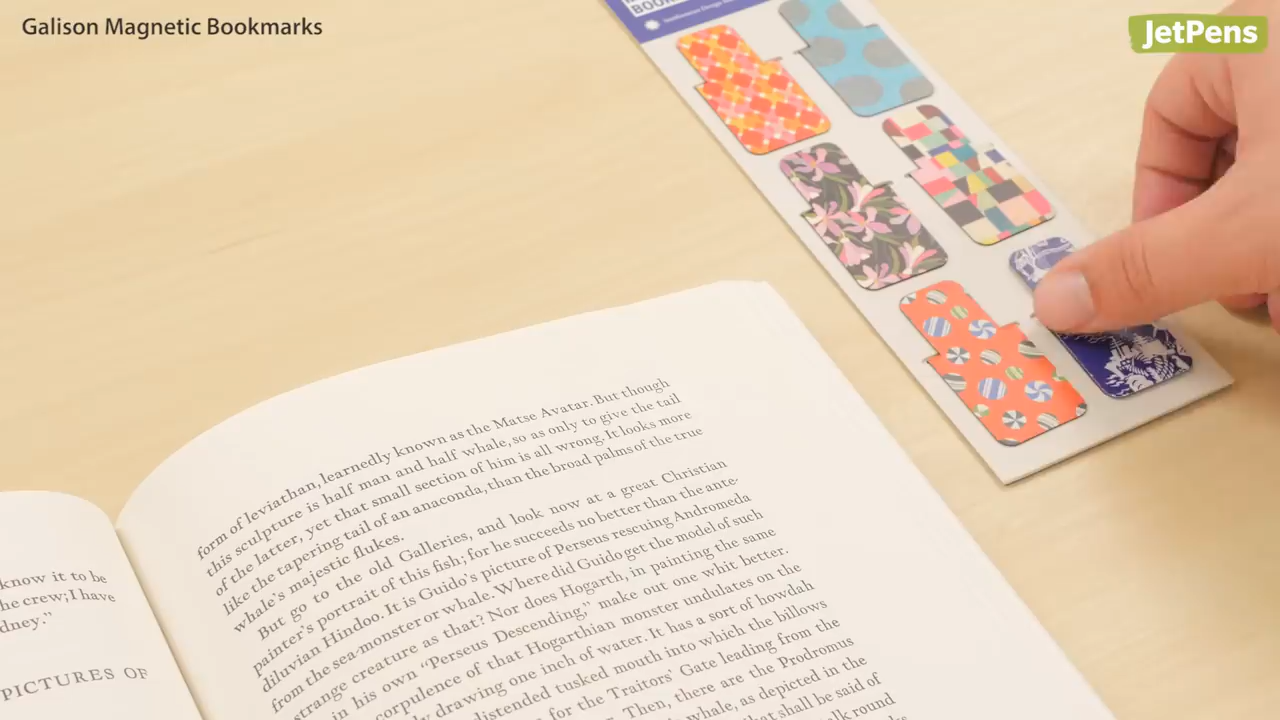 Galison Magnetic Bookmarks
JetPens
Smithsonian Design
know it to be
he crew; I have
dney."
PICTURES OF
form of leviathan, learnedly known as the Matse Avatar. But though
this sculpture is half man and half whale, so as only to give the tail
of the latter, yet that small section of him is all wrong. It looks more
like the tapering tail of an anaconda, than the broad palms of the true
whale's majestic flukes.
But go to the old Galleries, and look now at a great Christian
painter's portrait of this fish; for he succeeds no better than the ante-
diluvian Hindoo. It is Guido's picture of Perseus rescuing Andromeda
from the sea-monster or whale. Where did Guido get the model of such
strange creature as that? Nor does Hogarth, in painting the same
in his own "Perseus Descending," make out one whit better.
corpulence of that Hogarthian monster undulates on the
drawing one inch of water. It has a sort of howdah
distended tusked mouth into which the billows
for the Traitors' Gate leading from the
Then, there are the Prodromus
whale, as depicted in the
that shall be said of
alk round